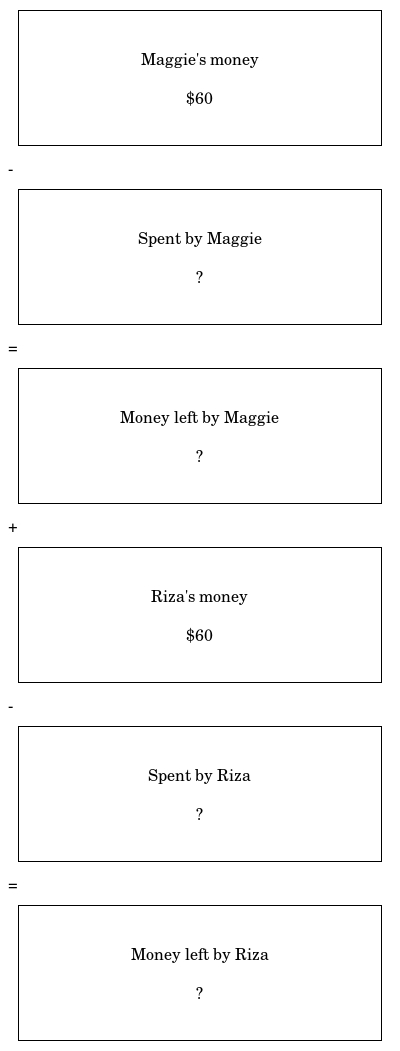 Maggie's money
$60
-
Spent by Maggie
?
=
Money left by Maggie
?
+
Riza's money
$60
-
Spent by Riza
?
=
Money left by Riza
?